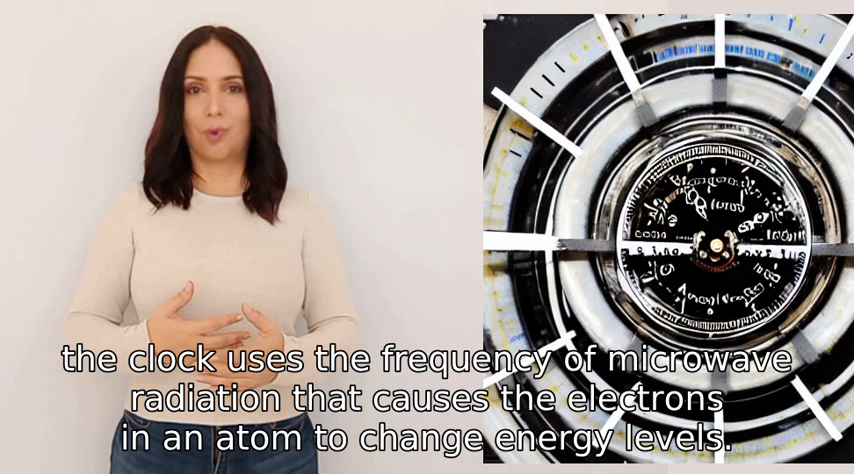 the clock uses the frequency of microwave
radiation that causes the electrons
in an atom to change energy levels.